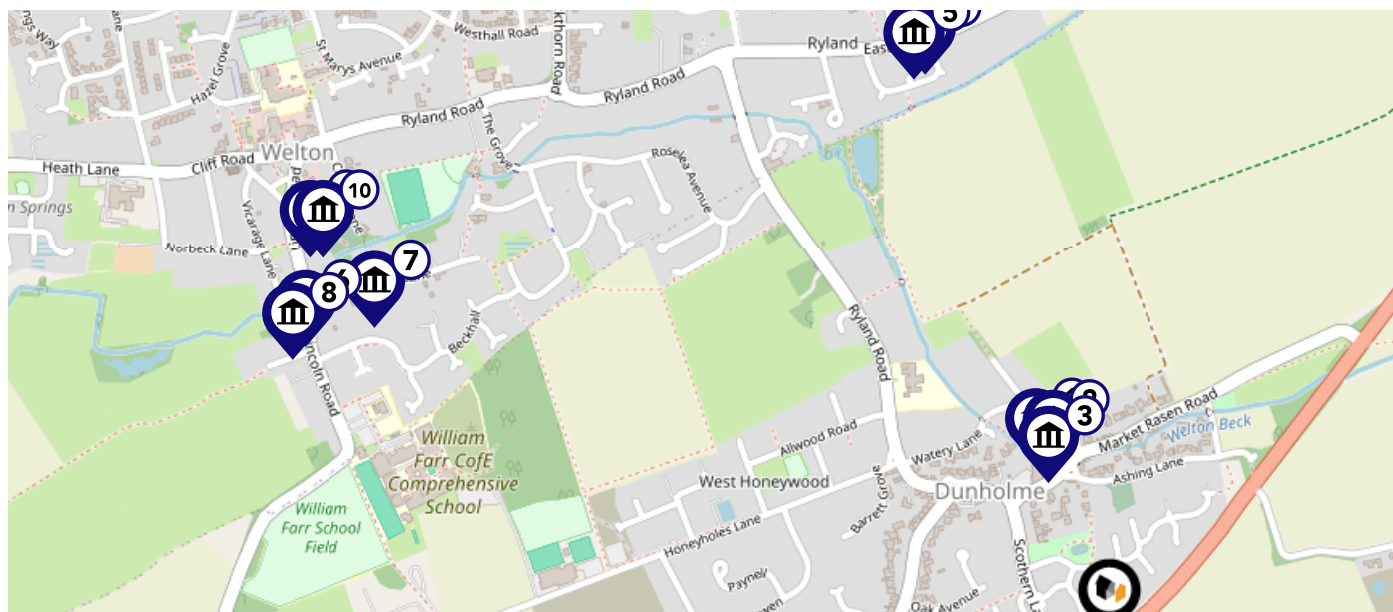 Westhall Road
St Marys Avenue
Hazel Grove
Ryland
East
5
Ryland Road
Ryland Road
The Grove
Welton
Cliff Road
Heath Lane
Roselea Avenue
10
Vicarage Lane
Norbeck Lane
n Springs
7
6
8
Beckhall
Ryland Road
Lincoln Road
3
Market Rasen Road
Welton Beck
Allwood Road
Watery Lane
Ashing Lane
William
Farr CofE
Comprehensive
School
West Honeywood
Dunholme
Barrett Grove
William
Farr School
Field
Honeyholes Lane
Scothern La
Oak Avenue